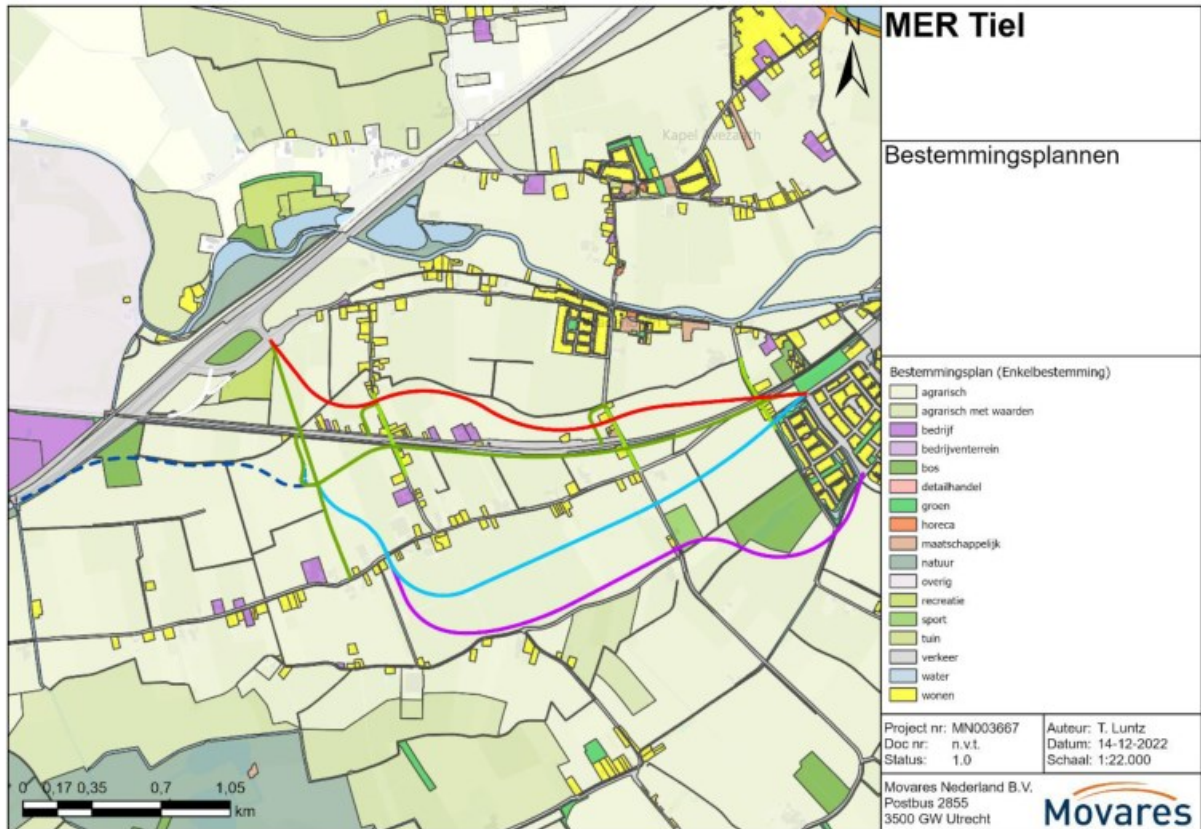 MER Tiel
N
Kapel Avezaath
Bestemmingsplannen
Bestemmingsplan (Enkelbestemming)
agrarisch
agrarisch met waarden
bedrijf
bedrijventerrein
bos
detailhandel
groen
horeca
maatschappelijk
natuur
overig
recreatie
sport
tuin
verkeer
water
wonen
0 0,17 0,35 0,7 1,05
km
Project nr: MN003667
Doc nr: n.v.t.
Status: 1.0
Auteur: T. Luntz
Datum: 14-12-2022
Schaal: 1:22.000
Movares Nederland B.V.
Postbus 2855
3500 GW Utrecht
Movares